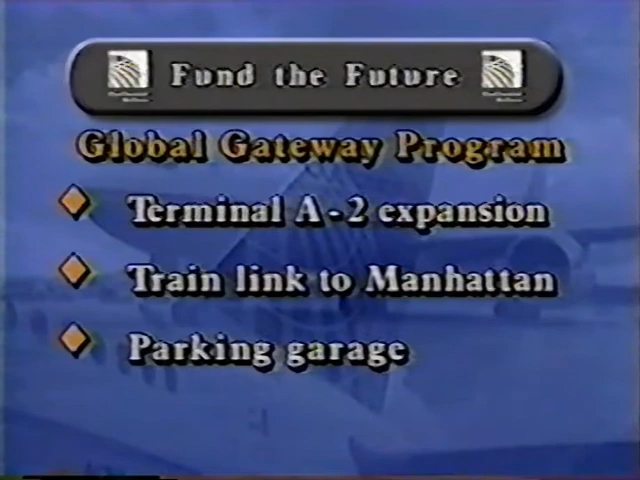 Fund the Future
Global Gateway Program
Terminal A-2 expansion
Train link to Manhattan
Parking garage